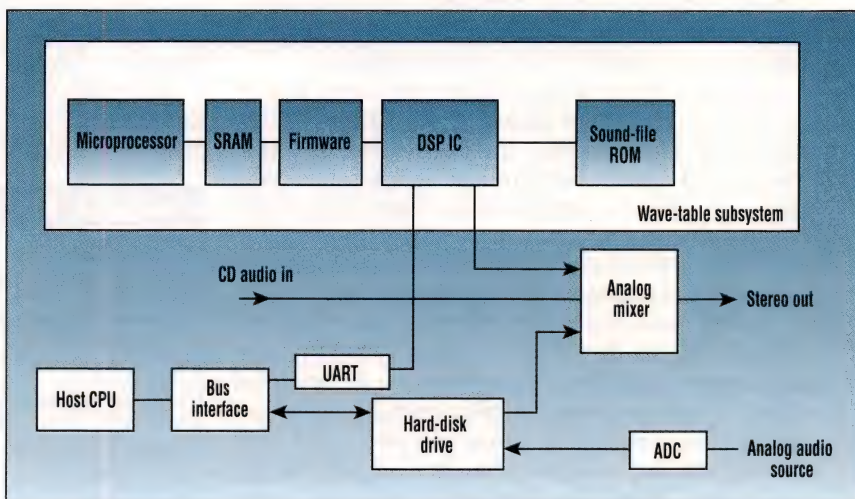 Microprocessor
SRAM
Firmware
DSP IC
Sound-file
ROM
Wave-table subsystem
CD audio in
Analog
mixer
Stereo out
UART
Host CPU
Bus
interface
Hard-disk
drive
ADC
Analog audio
source